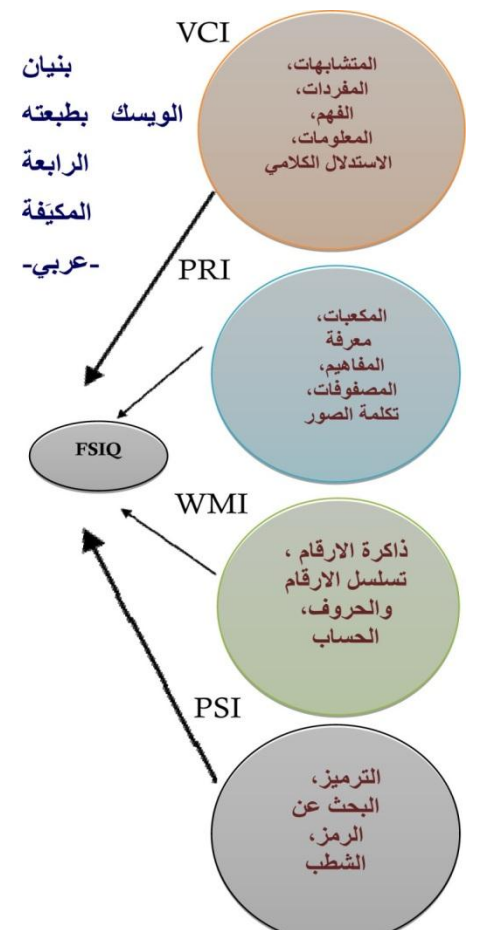 VCI
بنيان
الويسك بطبعته
الرابعة
المكيَفة
-عربي-
المتشابهات،
المفردات،
الفهم،
المعلومات،
الاستدلال الكلامي
PRI
المكعبات،
معرفة
المفاهيم،
المصفوفات،
تكلمة الصور
FSIQ
WMI
ذاكرة الارقام ،
تسلسل الارقام
والحروف،
الحساب
PSI
الترميز،
البحث عن
الرمز،
الشطب